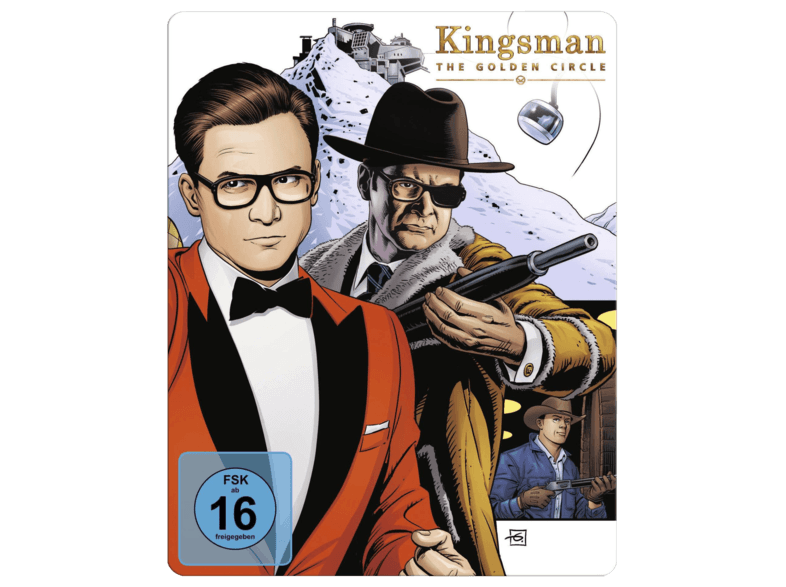 Kingsman
THE GOLDEN CIRCLE
FSK
ab
16
freigegeben